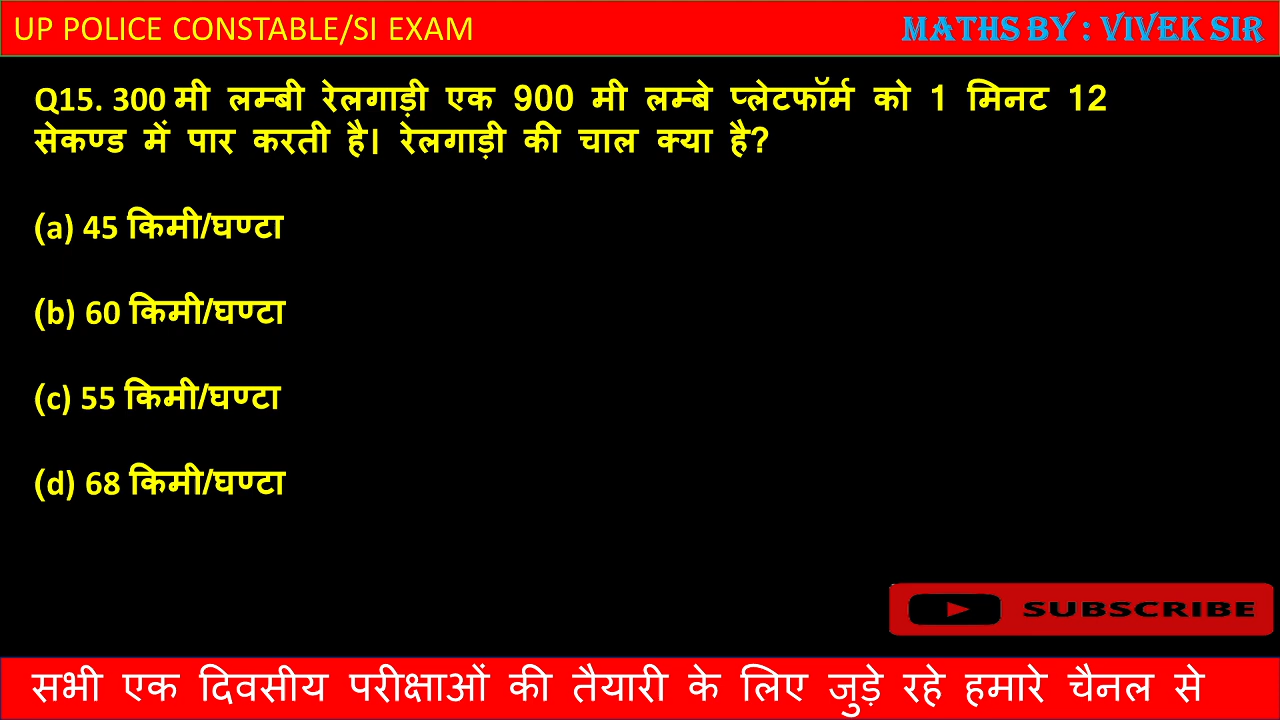 UP POLICE CONSTABLE/SI EXAM
MATHS BY : VIVEK SIR
Q15. 300 मी लम्बी रेलगाड़ी एक 900 मी लम्बे प्लेटफॉर्म को 1 मिनट 12
सेकण्ड में पार करती है। रेलगाड़ी की चाल क्या है?
(a) 45 किमी/घण्टा
(b) 60 किमी/घण्टा
(c) 55 किमी/घण्टा
(d) 68 किमी/घण्टा
SUBSCRIBE
सभी एक दिवसीय परीक्षाओं की तैयारी के लिए जुड़े रहे हमारे चैनल से